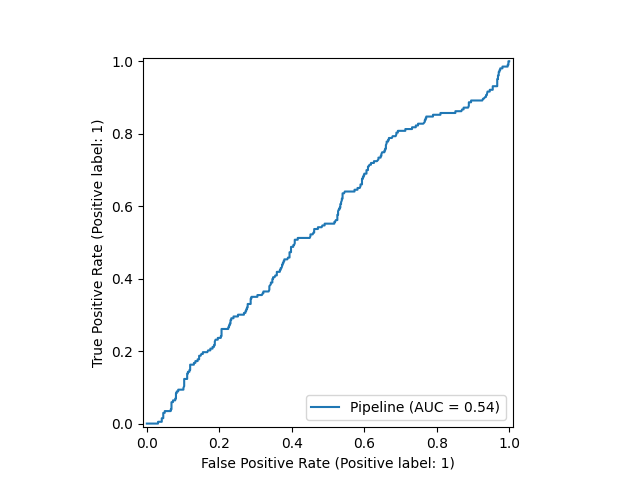 1.0
0.8
0.6
0.4
0.2
0.0
True Positive Rate (Positive label: 1)
Pipeline (AUC = 0.54)
0.0 0.2 0.4 0.6 0.8 1.0
False Positive Rate (Positive label: 1)